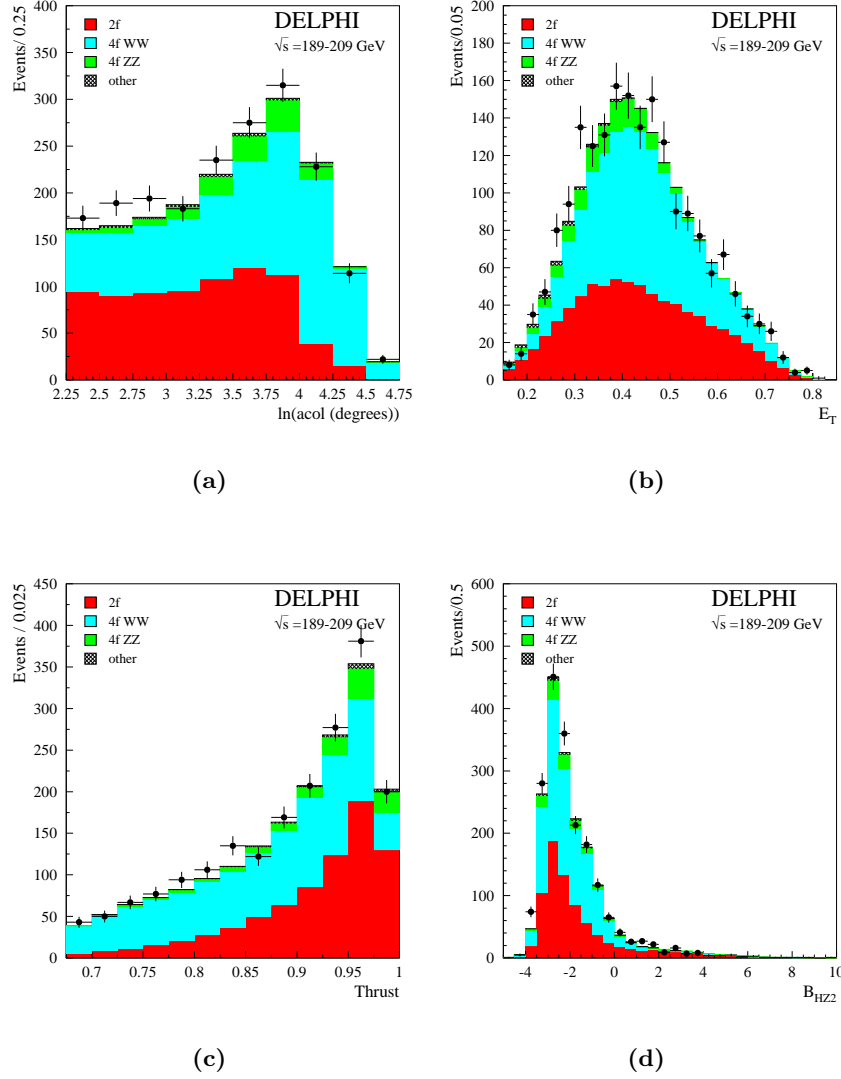 DELPHI
√s =189-209 GeV
2f
4f WW
4f ZZ
other
Events/ 0.25
0
50
100
150
200
250
300
350
400
2.25 2.5 2.75 3 3.25 3.5 3.75 4 4.25 4.5 4.75
ln(acol (degrees))
(a)
DELPHI
√s =189-209 GeV
2f
4f WW
4f ZZ
other
Events/0.05
0
20
40
60
80
100
120
140
160
180
200
0.2 0.3 0.4 0.5 0.6 0.7 0.8
E_T
(b)
DELPHI
√s =189-209 GeV
2f
4f WW
4f ZZ
other
Events / 0.025
0
50
100
150
200
250
300
350
400
450
0.7 0.75 0.8 0.85 0.9 0.95 1
Thrust
(c)
DELPHI
√s =189-209 GeV
2f
4f WW
4f ZZ
other
Events/0.5
0
100
200
300
400
500
600
-4 -2 0 2 4 6 8 10
B_HZ2
(d)